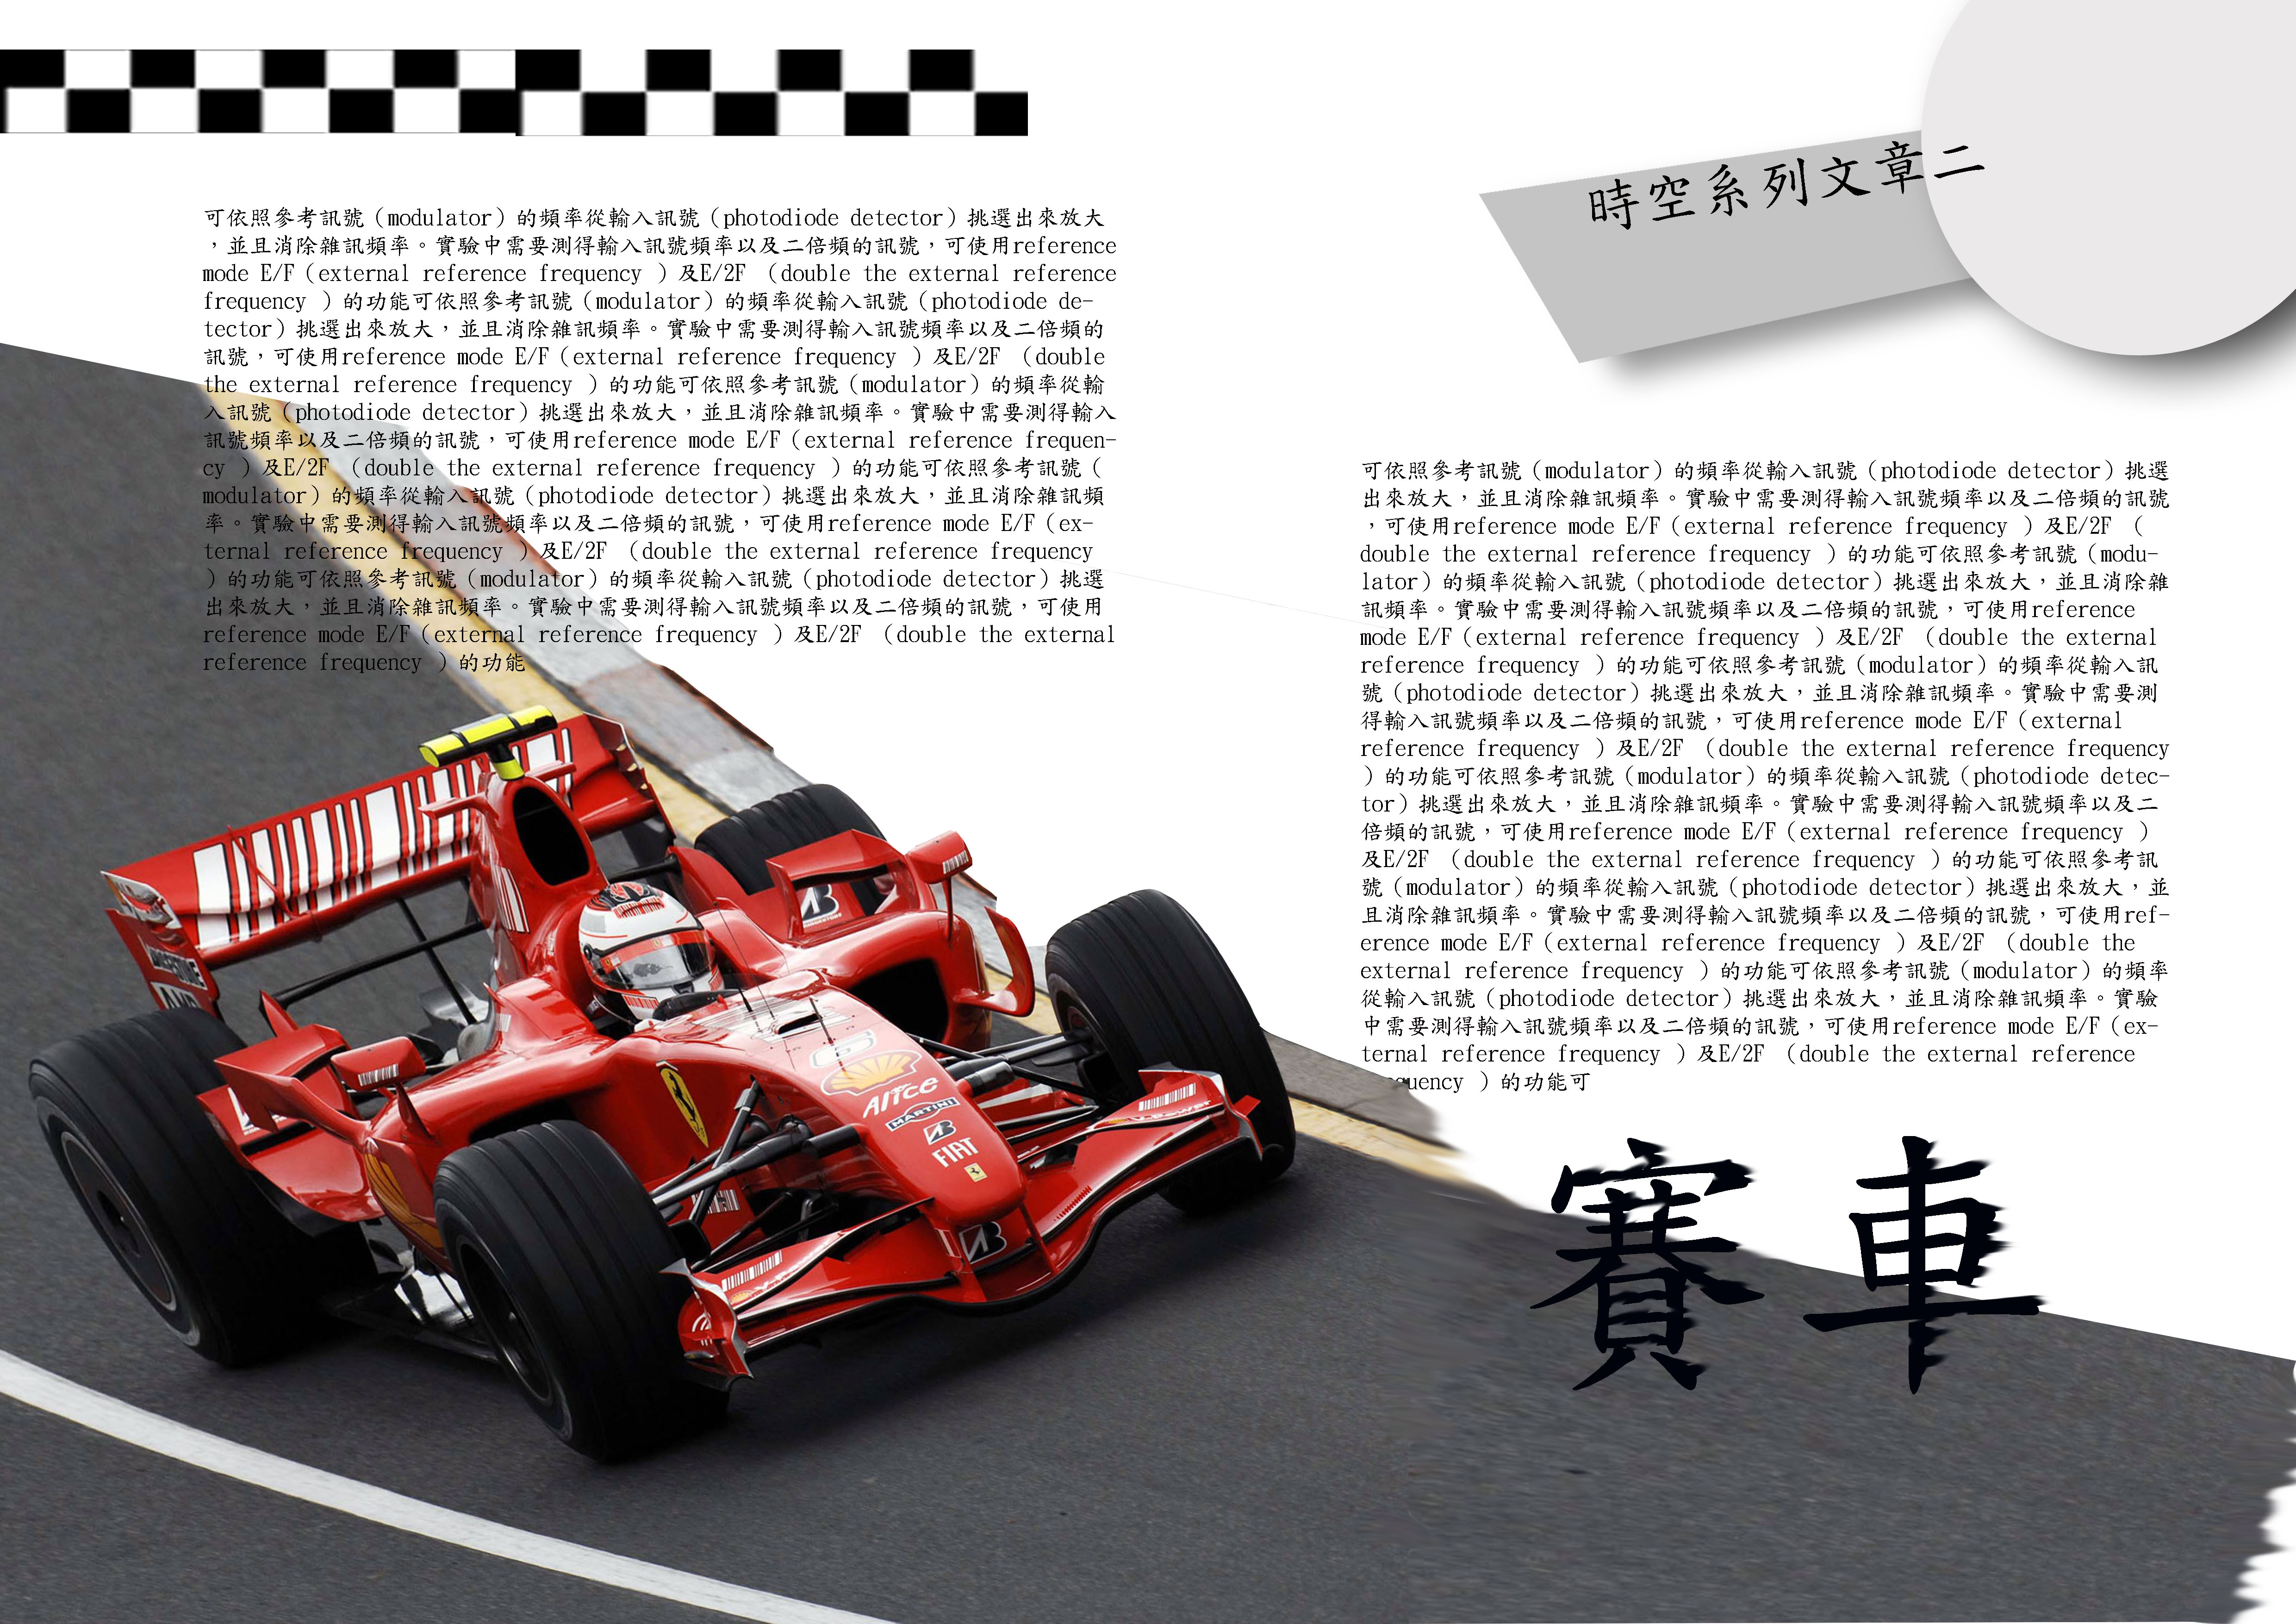 可依照參考訊號（modulator）的頻率從輸入訊號（photodiode detector）挑選出來放大
，並且消除雜訊頻率。實驗中需要測得輸入訊號頻率以及二倍頻的訊號，可使用reference
mode E/F（external reference frequency ）及E/2F （double the external reference
frequency ）的功能可依照參考訊號（modulator）的頻率從輸入訊號（photodiode de-
tector）挑選出來放大，並且消除雜訊頻率。實驗中需要測得輸入訊號頻率以及二倍頻的
訊號，可使用reference mode E/F（external reference frequency ）及E/2F （double
the external reference frequency ）的功能可依照參考訊號（modulator）的頻率從輸
入訊號（photodiode detector）挑選出來放大，並且消除雜訊頻率。實驗中需要測得輸入
訊號頻率以及二倍頻的訊號，可使用reference mode E/F（external reference frequen-
cy ）及E/2F （double the external reference frequency ）的功能可依照參考訊號（
modulator）的頻率從輸入訊號（photodiode detector）挑選出來放大，並且消除雜訊頻
率。實驗中需要測得輸入訊號頻率以及二倍頻的訊號，可使用reference mode E/F（ex-
ternal reference frequency ）及E/2F （double the external reference frequency
）的功能可依照參考訊號（modulator）的頻率從輸入訊號（photodiode detector）挑選
出來放大，並且消除雜訊頻率。實驗中需要測得輸入訊號頻率以及二倍頻的訊號，可使用
reference mode E/F（external reference frequency ）及E/2F （double the external
reference frequency ）的功能
時空系列文章二
可依照參考訊號（modulator）的頻率從輸入訊號（photodiode detector）挑選
出來放大，並且消除雜訊頻率。實驗中需要測得輸入訊號頻率以及二倍頻的訊號
，可使用reference mode E/F（external reference frequency ）及E/2F （
double the external reference frequency ）的功能可依照參考訊號（modu-
lator）的頻率從輸入訊號（photodiode detector）挑選出來放大，並且消除雜
訊頻率。實驗中需要測得輸入訊號頻率以及二倍頻的訊號，可使用reference
mode E/F（external reference frequency ）及E/2F （double the external
reference frequency ）的功能可依照參考訊號（modulator）的頻率從輸入訊
號（photodiode detector）挑選出來放大，並且消除雜訊頻率。實驗中需要測
得輸入訊號頻率以及二倍頻的訊號，可使用reference mode E/F（external
reference frequency ）及E/2F （double the external reference frequency
）的功能可依照參考訊號（modulator）的頻率從輸入訊號（photodiode detec-
tor）挑選出來放大，並且消除雜訊頻率。實驗中需要測得輸入訊號頻率以及二
倍頻的訊號，可使用reference mode E/F（external reference frequency ）
及E/2F （double the external reference frequency ）的功能可依照參考訊
號（modulator）的頻率從輸入訊號（photodiode detector）挑選出來放大，並
且消除雜訊頻率。實驗中需要測得輸入訊號頻率以及二倍頻的訊號，可使用ref-
erence mode E/F（external reference frequency ）及E/2F （double the
external reference frequency ）的功能可依照參考訊號（modulator）的頻率
從輸入訊號（photodiode detector）挑選出來放大，並且消除雜訊頻率。實驗
中需要測得輸入訊號頻率以及二倍頻的訊號，可使用reference mode E/F（ex-
ternal reference frequency ）及E/2F （double the external reference
quency ）的功能可
賽車
Alice
MARTINI
FIAT